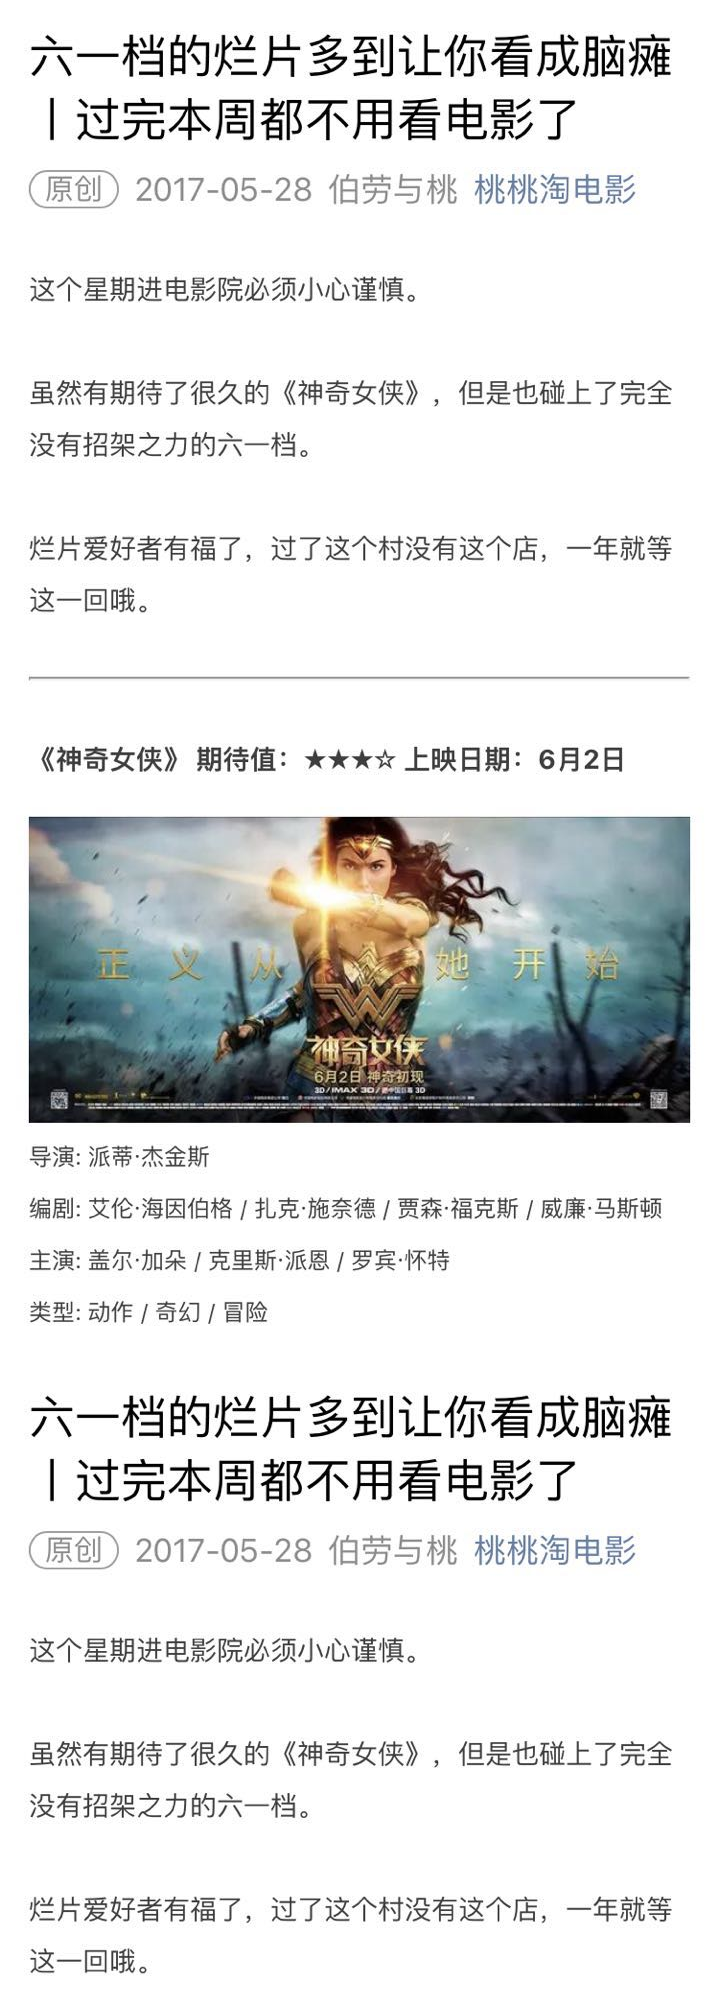 六一档的烂片多到让你看成脑瘫
丨过完本周都不用看电影了
原创 2017-05-28 伯劳与桃 桃桃淘电影
这个星期进电影院必须小心谨慎。
虽然有期待了很久的《神奇女侠》，但是也碰上了完全
没有招架之力的六一档。
烂片爱好者有福了，过了这个村没有这个店，一年就等
这一回哦。
《神奇女侠》 期待值：★★★☆ 上映日期：6月2日
正义从 她开始
神奇女侠
6月2日 神奇初现
3D/IMAX 3D/中国巨幕 3D
导演: 派蒂·杰金斯
编剧: 艾伦·海因伯格 / 扎克·施奈德 / 贾森·福克斯 / 威廉·马斯顿
主演: 盖尔·加朵 / 克里斯·派恩 / 罗宾·怀特
类型: 动作 / 奇幻 / 冒险
六一档的烂片多到让你看成脑瘫
丨过完本周都不用看电影了
原创 2017-05-28 伯劳与桃 桃桃淘电影
这个星期进电影院必须小心谨慎。
虽然有期待了很久的《神奇女侠》，但是也碰上了完全
没有招架之力的六一档。
烂片爱好者有福了，过了这个村没有这个店，一年就等
这一回哦。